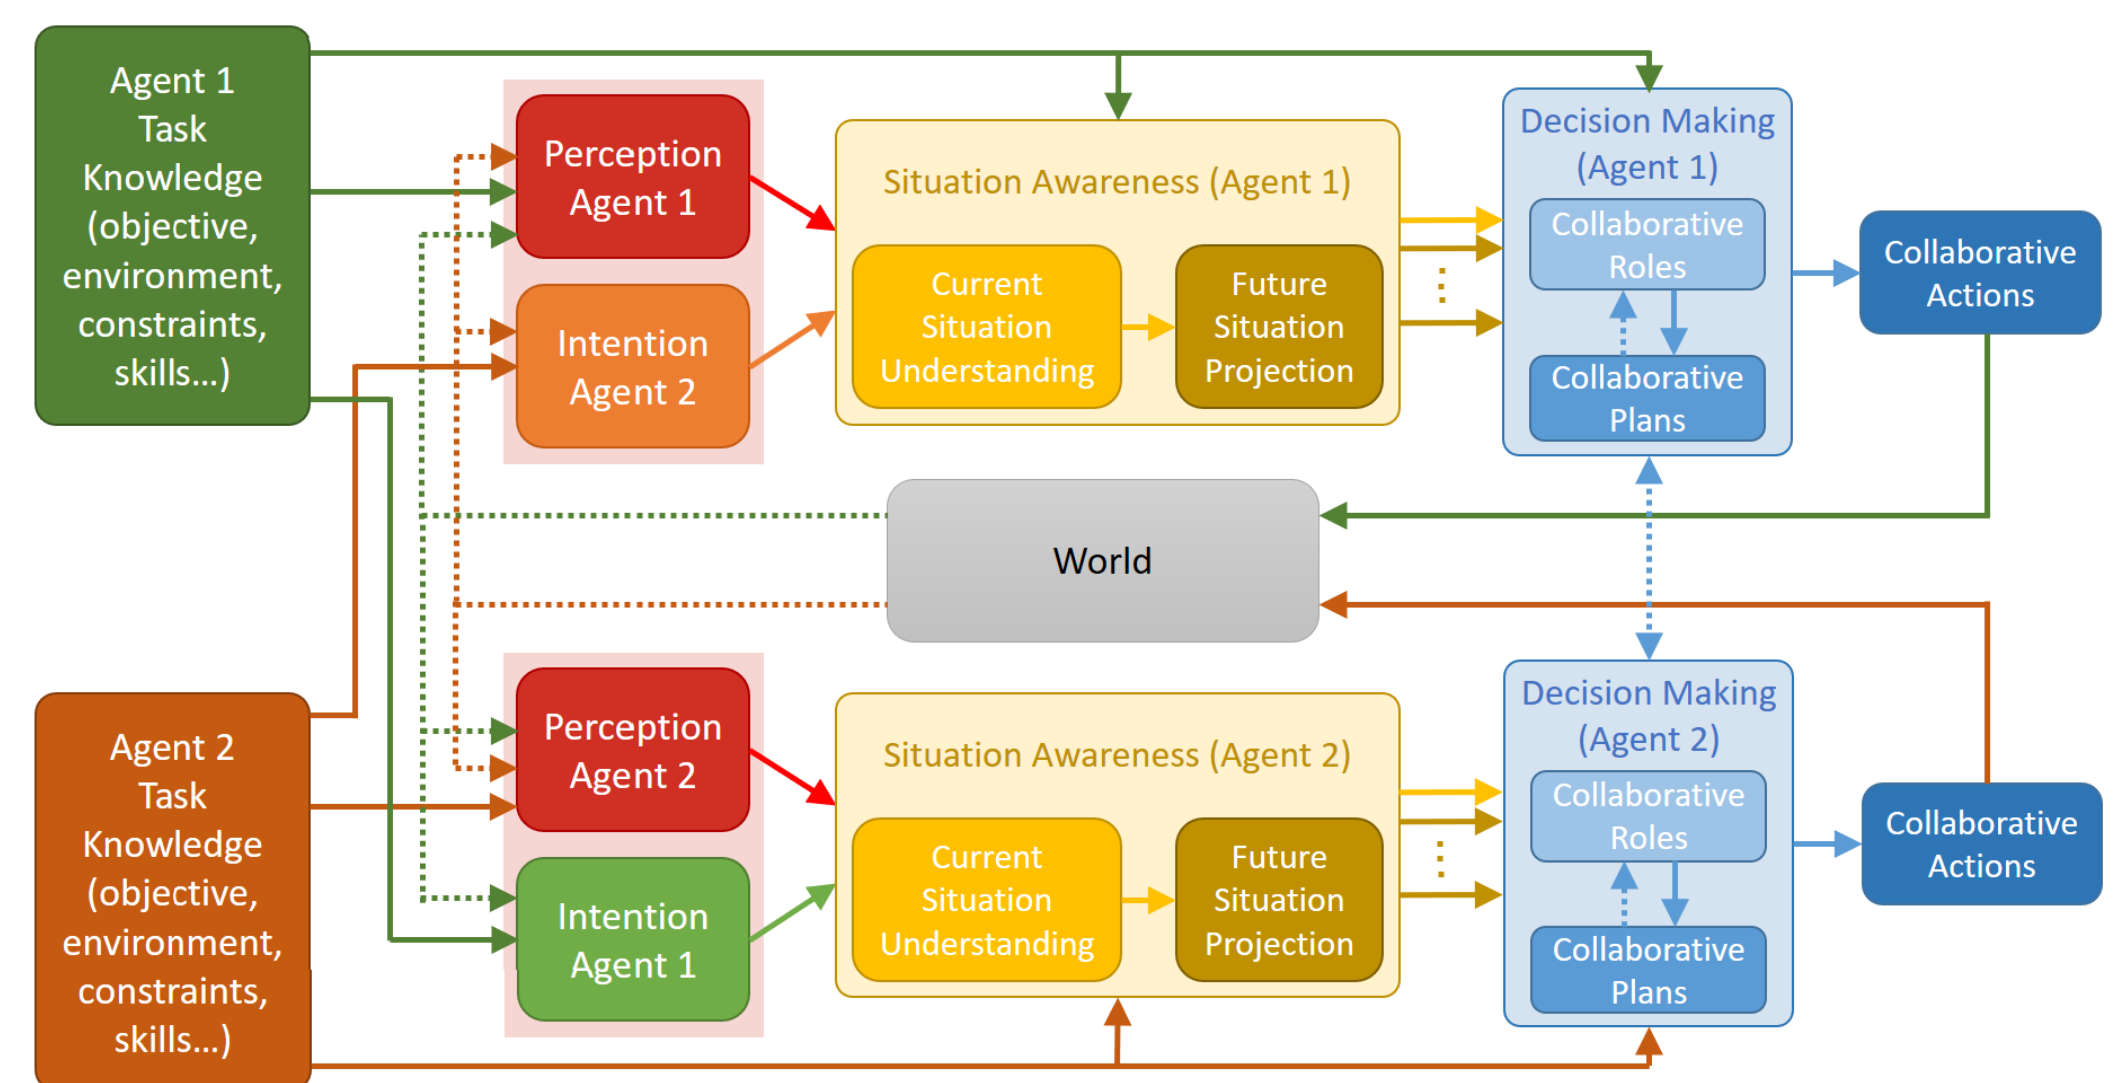 Agent 1
Task
Knowledge
(objective,
environment,
constraints,
skills...)
Perception
Agent 1
Intention
Agent 2
Situation Awareness (Agent 1)
Current
Situation
Understanding
Future
Situation
Projection
Decision Making
(Agent 1)
Collaborative
Roles
Collaborative
Plans
Collaborative
Actions
World
Agent 2
Task
Knowledge
(objective,
environment,
constraints,
skills...)
Perception
Agent 2
Intention
Agent 1
Situation Awareness (Agent 2)
Current
Situation
Understanding
Future
Situation
Projection
Decision Making
(Agent 2)
Collaborative
Roles
Collaborative
Plans
Collaborative
Actions